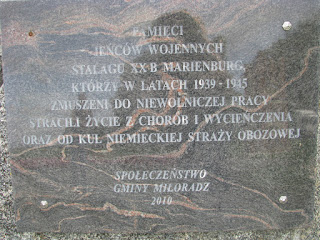 PAMIĘCI
JEŃCÓW WOJENNYCH
STALAGU XX-B MARIENBURG,
KTÓRZY W LATACH 1939-1945
ZMUSZENI DO NIEWOLNICZEJ PRACY
STRACILI ŻYCIE Z CHORÓB I WYCIEŃCZENIA
ORAZ OD KUL NIEMIECKIEJ STRAŻY OBOZOWEJ
SPOŁECZEŃSTWO
GMINY MIŁORADZ
2010